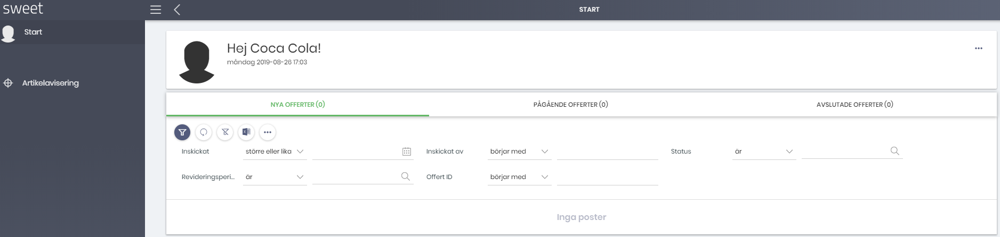 sweet
START
Start
Artikelavisering
Hej Coca Cola!
måndag 2019-08-26 17:03
NYA OFFERTER (0)
PÅGÅENDE OFFERTER (0)
AVSLUTADE OFFERTER (0)
Inskickat större eller lika
Inskickat av börjar med
Status är
Revideringsperi... är
Offert ID börjar med
Inga poster